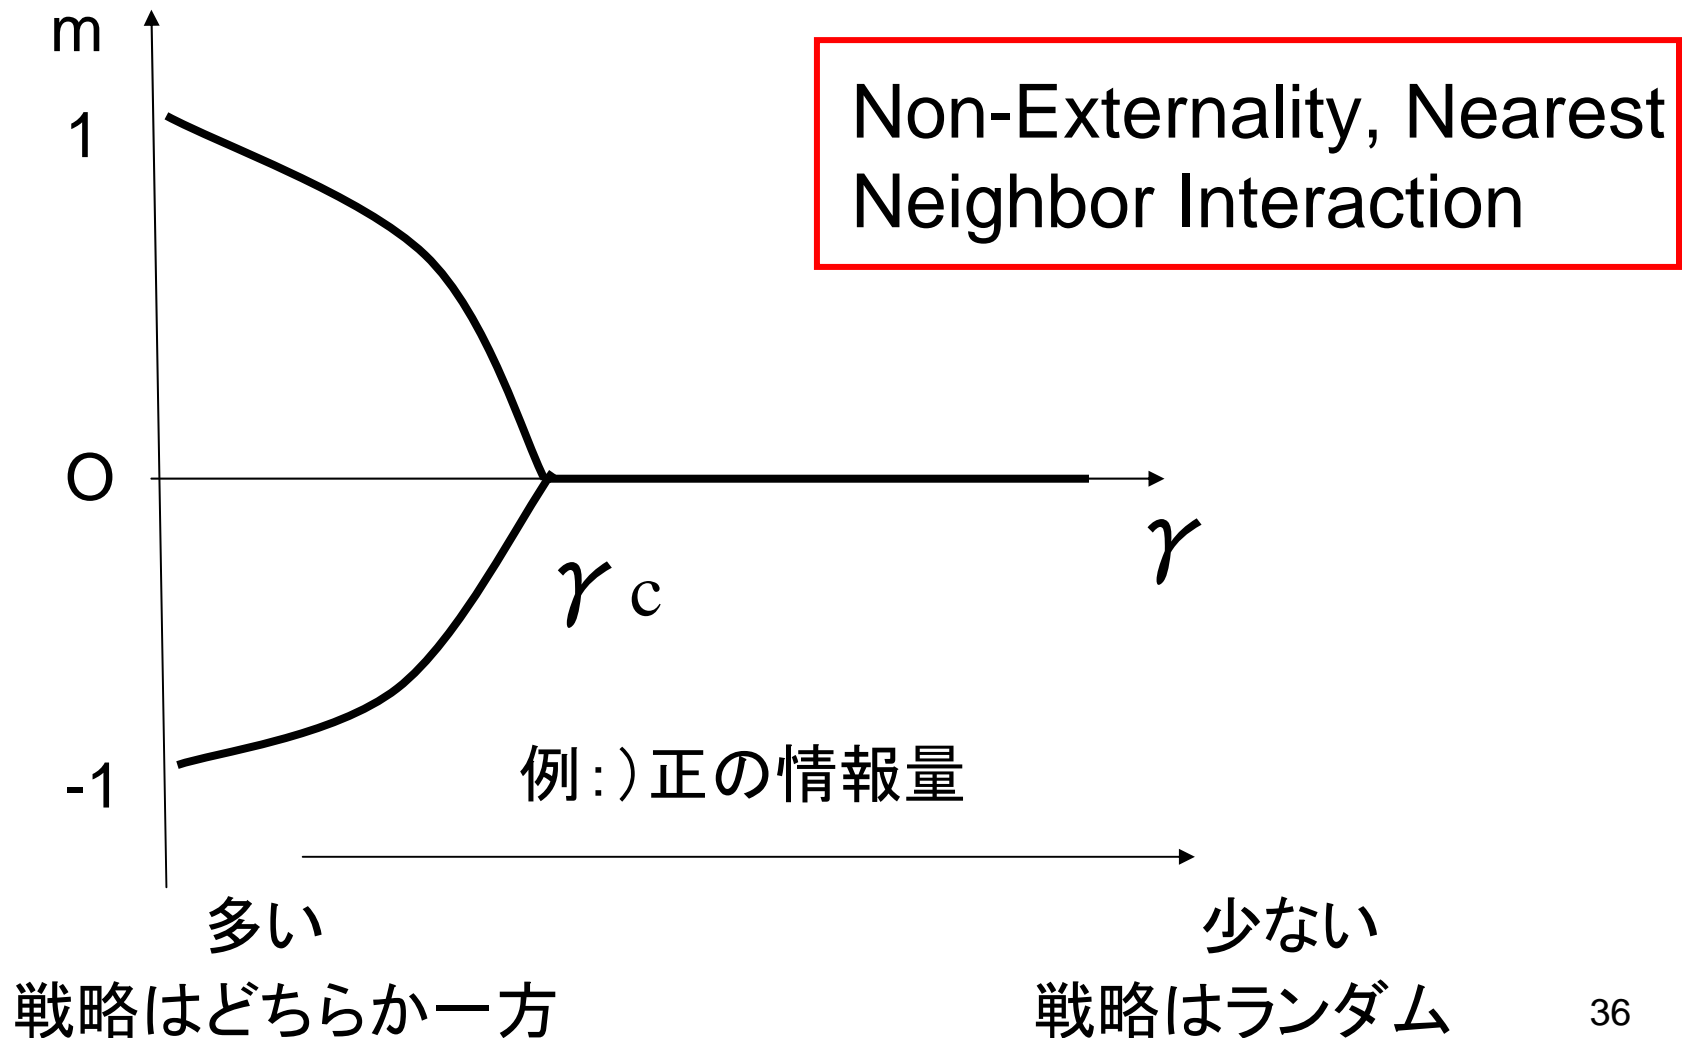 m
1
Non-Externality, Nearest
Neighbor Interaction
O
γ
γc
-1
例:)正の情報量
多い
少ない
戦略はどちらか一方
戦略はランダム
36